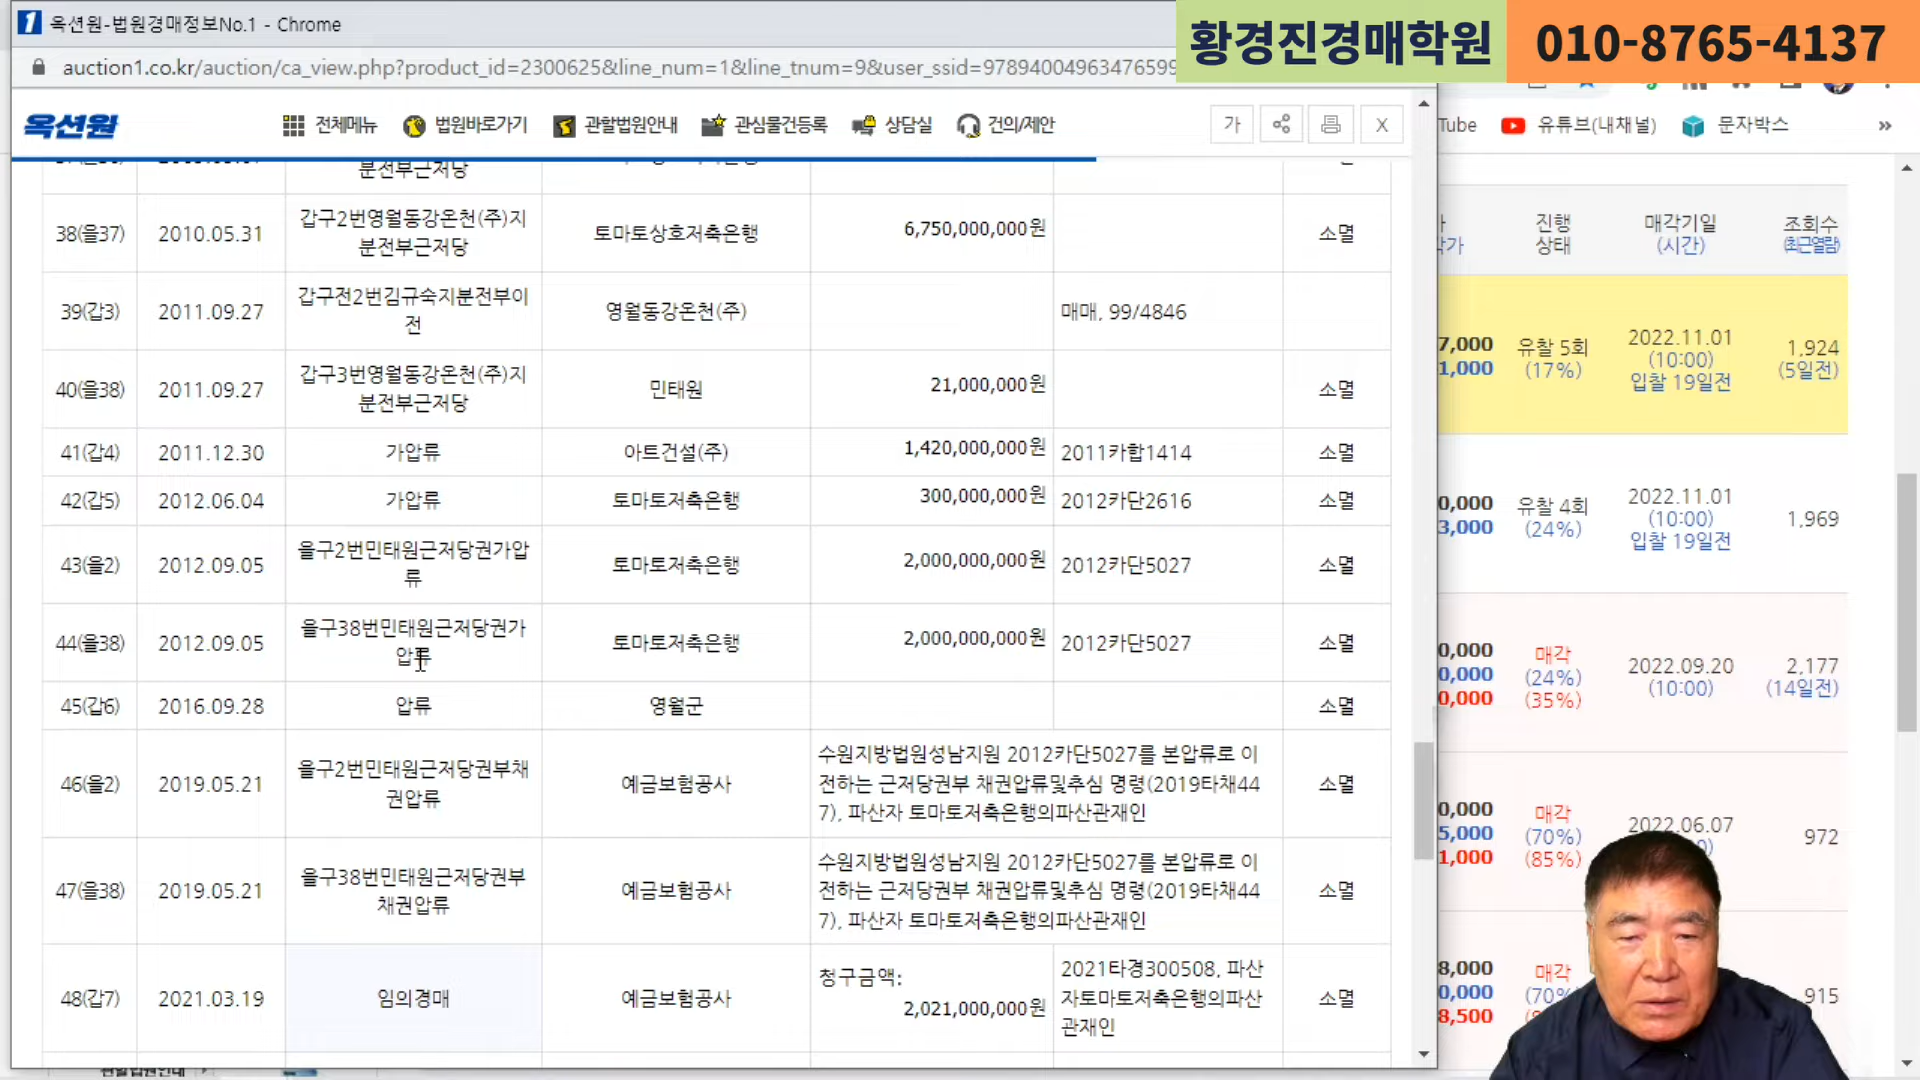 옥션원-법원경매정보No.1 - Chrome
황경진경매학원
010-8765-4137
auction1.co.kr/auction/ca_view.php?product_id=2300625&line_num=1&line_tnum=9&user_ssid=97894004963476599
옥션원
전체메뉴
법원바로가기
관할법원안내
관심물건등록
상담실
건의/제안
가
X
Tube
유튜브(내채널)
문자박스
»
분전부근저당
38(을37)
2010.05.31
갑구2번영월동강온천(주)지
분전부근저당
토마토상호저축은행
6,750,000,000원
소멸
39(갑3)
2011.09.27
갑구전2번김규숙지분전부이
전
영월동강온천(주)
매매, 99/4846
40(을38)
2011.09.27
갑구3번영월동강온천(주)지
분전부근저당
민태원
21,000,000원
소멸
41(갑4)
2011.12.30
가압류
아트건설(주)
1,420,000,000원
2011카합1414
소멸
42(갑5)
2012.06.04
가압류
토마토저축은행
300,000,000원
2012카단2616
소멸
43(을2)
2012.09.05
을구2번민태원근저당권가압
류
토마토저축은행
2,000,000,000원
2012카단5027
소멸
44(을38)
2012.09.05
을구38번민태원근저당권가
압류
토마토저축은행
2,000,000,000원
2012카단5027
소멸
45(갑6)
2016.09.28
압류
영월군
소멸
46(을2)
2019.05.21
을구2번민태원근저당권부채
권압류
예금보험공사
수원지방법원성남지원 2012카단5027를 본압류로 이
전하는 근저당권부 채권압류및추심 명령(2019타채44
7), 파산자 토마토저축은행의파산관재인
소멸
47(을38)
2019.05.21
을구38번민태원근저당권부
채권압류
예금보험공사
수원지방법원성남지원 2012카단5027를 본압류로 이
전하는 근저당권부 채권압류및추심 명령(2019타채44
7), 파산자 토마토저축은행의파산관재인
소멸
48(갑7)
2021.03.19
임의경매
예금보험공사
청구금액:
2,021,000,000원
2021타경300508, 파산
자토마토저축은행의파산
관재인
소멸
진행
상태
매각기일
(시간)
조회수
(최근열람)
7,000
1,000
유찰 5회
(17%)
2022.11.01
(10:00)
입찰 19일전
1,924
(5일전)
0,000
3,000
유찰 4회
(24%)
2022.11.01
(10:00)
입찰 19일전
1,969
0,000
0,000
0,000
매각
(24%)
(35%)
2022.09.20
(10:00)
2,177
(14일전)
0,000
5,000
1,000
매각
(70%)
(85%)
2022.06.07
972
8,000
0,000
8,500
매각
(70%
915